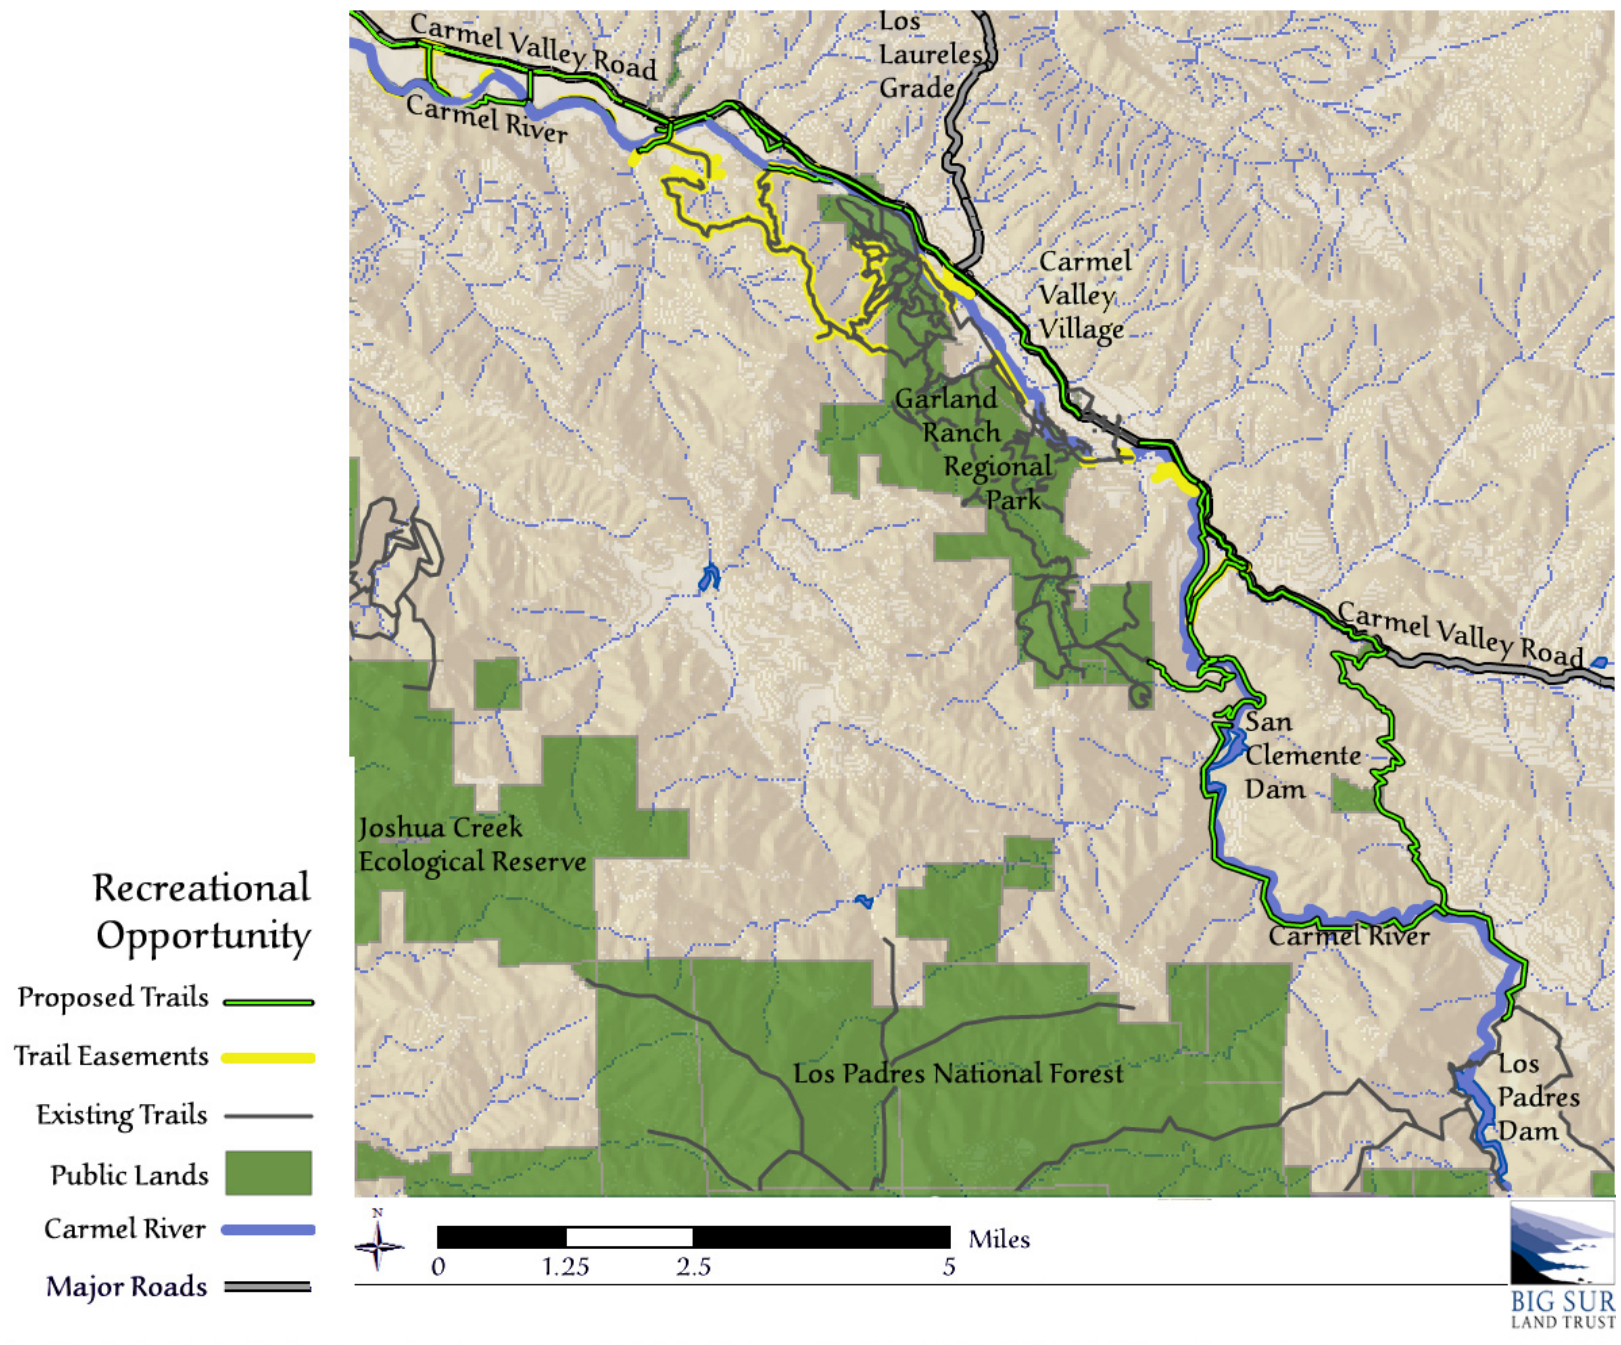 Carmel Valley Road
Carmel River
Los
Laureles
Grade
Carmel
Valley
Village
Garland
Ranch
Regional
Park
Carmel Valley Road
San
Clemente
Dam
Joshua Creek
Ecological Reserve
Carmel River
Los Padres National Forest
Los
Padres
Dam
Recreational
Opportunity
Proposed Trails
Trail Easements
Existing Trails
Public Lands
Carmel River
Major Roads
N
0 1.25 2.5 5 Miles
BIG SUR
LAND TRUST